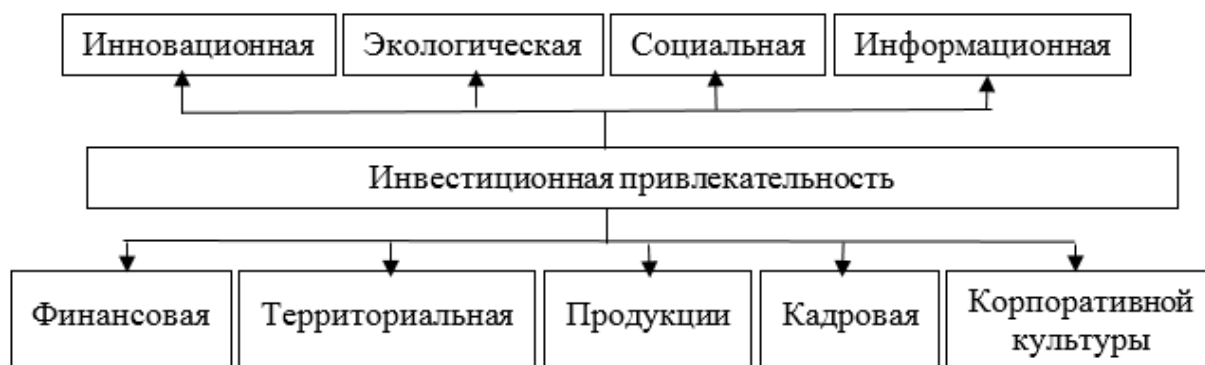 Инновационная
Экологическая
Социальная
Информационная
Инвестиционная привлекательность
Финансовая
Территориальная
Продукции
Кадровая
Корпоративной
культуры